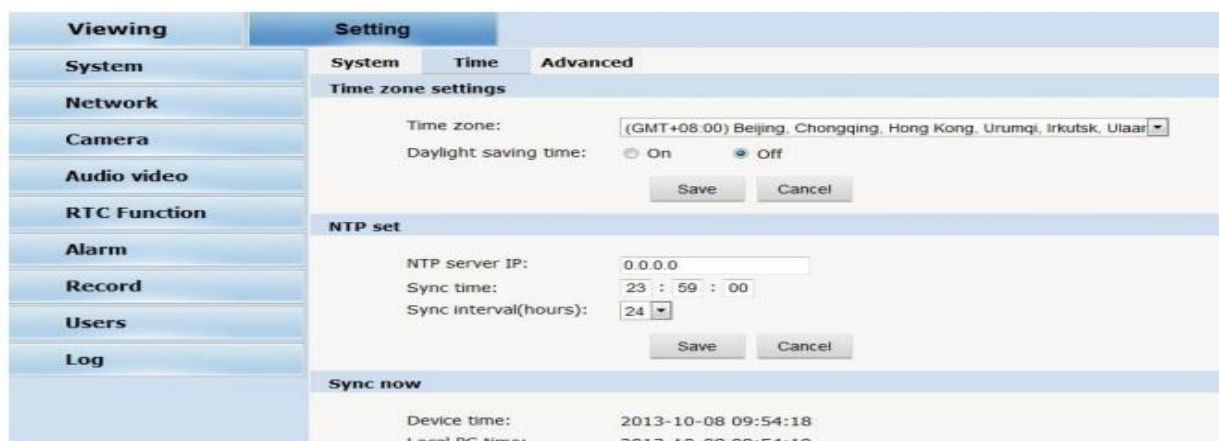 Viewing Setting
System
Network
Camera
Audio video
RTC Function
Alarm
Record
Users
Log
System Time Advanced
Time zone settings
Time zone: (GMT+08:00) Beijing, Chongqing, Hong Kong, Urumqi, Irkutsk, Ulaar
Daylight saving time: On Off
Save Cancel
NTP set
NTP server IP: 0.0.0.0
Sync time: 23 : 59 : 00
Sync interval(hours): 24
Save Cancel
Sync now
Device time: 2013-10-08 09:54:18
Local PC time: